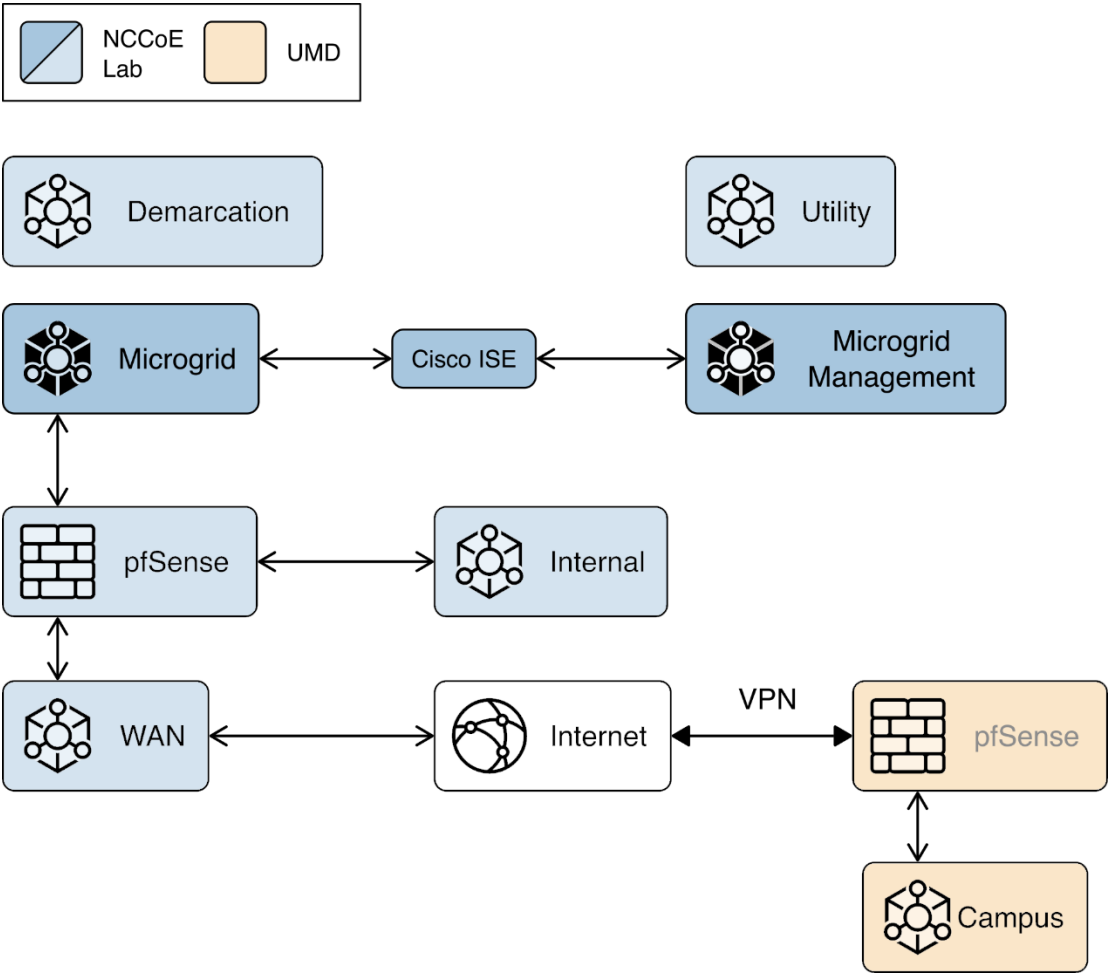 NCCoE
Lab
UMD
Demarcation
Utility
Microgrid
Cisco ISE
Microgrid
Management
pfSense
Internal
WAN
Internet
VPN
pfSense
Campus